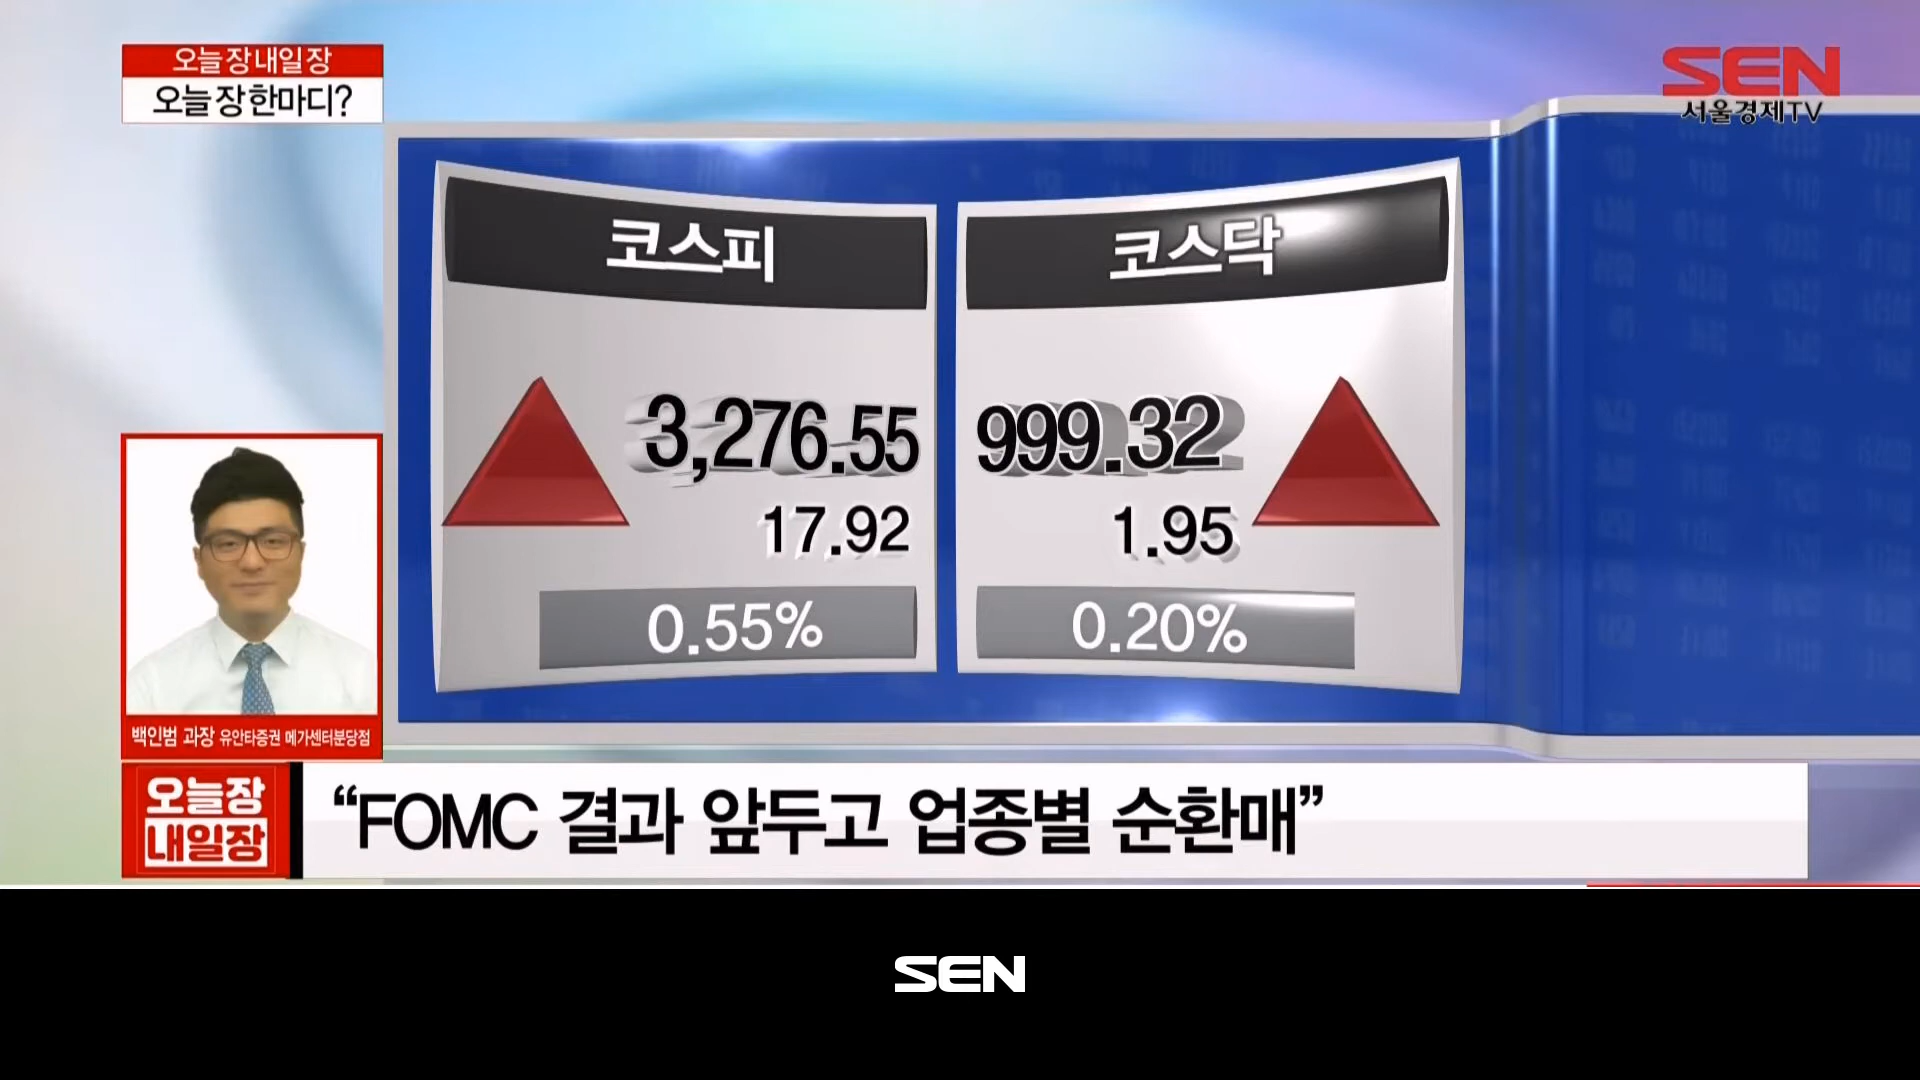 오늘장내일장
오늘장한마디?
SEN
서울경제TV
코스피
3,276.55
17.92
0.55%
코스닥
999.32
1.95
0.20%
백인범 과장 유안타증권 메가센터분당점
오늘장
내일장
“FOMC 결과 앞두고 업종별 순환매”
SEN